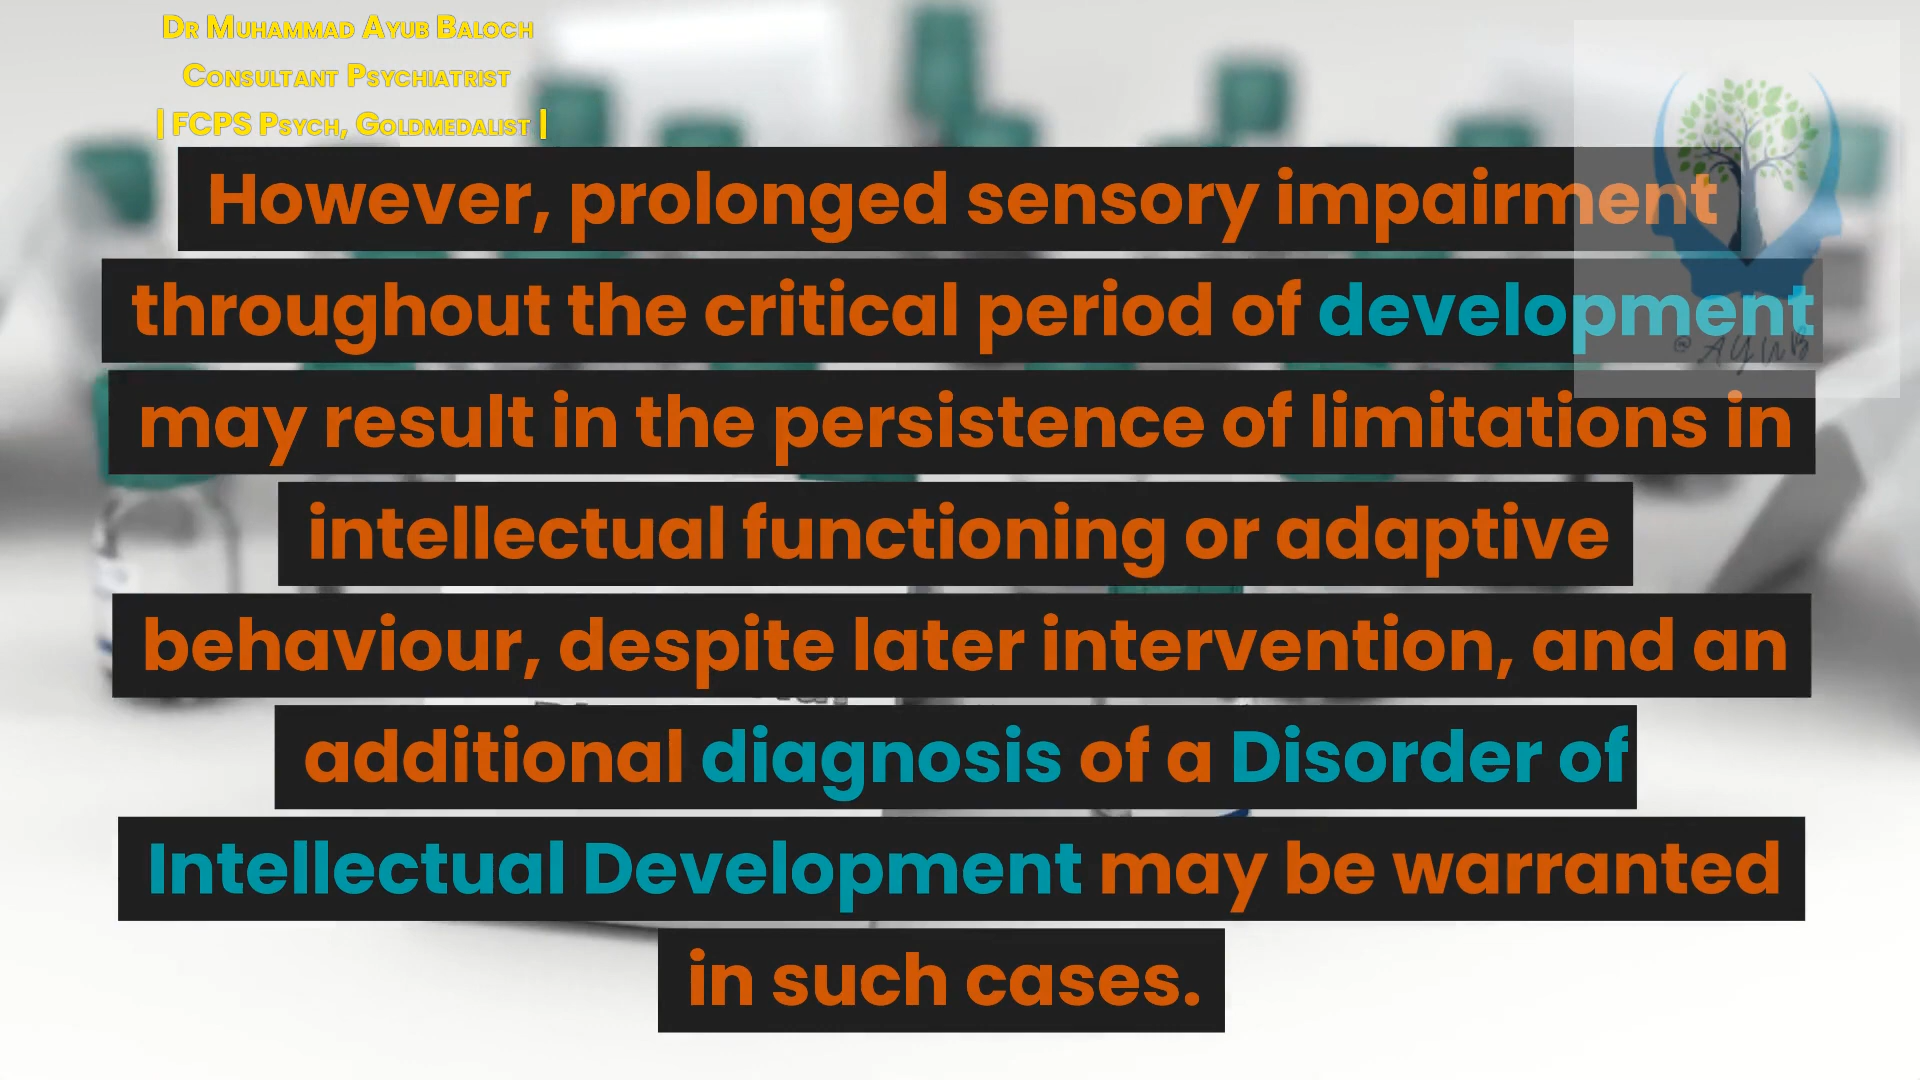 Dr Muhammad Ayub Baloch
Consultant Psychiatrist
| FCPS Psych, Goldmedalist |
However, prolonged sensory impairment
throughout the critical period of development
@ AYUB
may result in the persistence of limitations in
intellectual functioning or adaptive
behaviour, despite later intervention, and an
additional diagnosis of a Disorder of
Intellectual Development may be warranted
in such cases.